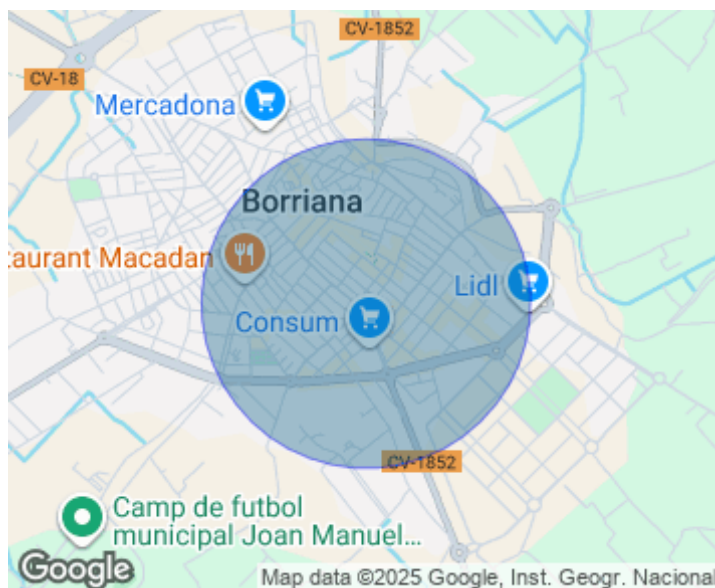 CV-1852
CV-18
Mercadona
Borriana
taurant Macadan
Lidl
Consum
CV-1852
Camp de futbol
municipal Joan Manuel...
Google
Map data ©2025 Google, Inst. Geogr. Nacional